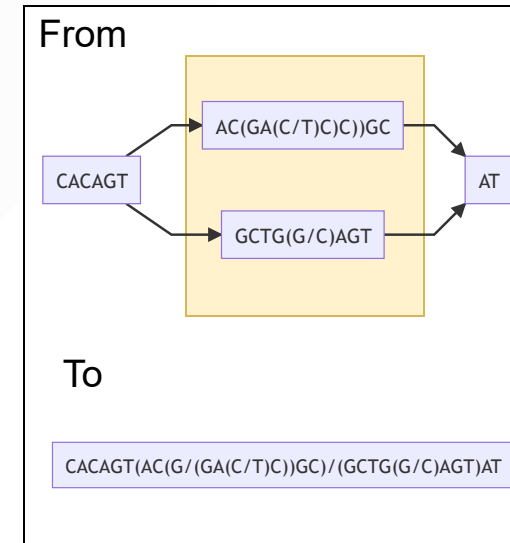 From
AC(GA(C/T)C)C))GC
CACAGT
AT
GCTG(G/C)AGT
To
CACAGT(AC(G/(GA(C/T)C))GC)/(GCTG(G/C)AGT)AT